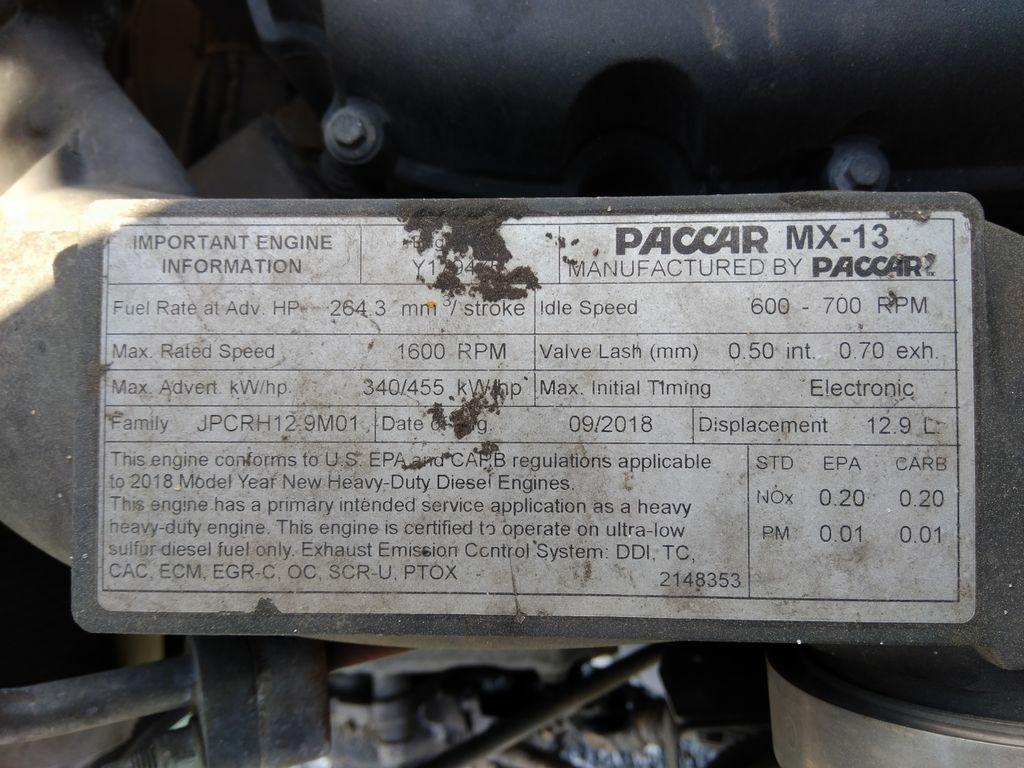 IMPORTANT ENGINE
INFORMATION
PACCAR MX-13
MANUFACTURED BY PACCAR
Fuel Rate at Adv. HP 264.3 mm³/ stroke
Idle Speed 600 - 700 RPM
Max. Rated Speed 1600 RPM
Valve Lash (mm) 0.50 int. 0.70 exh.
Max. Advert. kW/hp. 340/455 kW/hp
Max. Initial Timing Electronic
Family JPCRH12.9M01
Date 09/2018
Displacement 12.9 L
This engine conforms to U.S. EPA and CARB regulations applicable
to 2018 Model Year New Heavy-Duty Diesel Engines.
This engine has a primary intended service application as a heavy
heavy-duty engine. This engine is certified to operate on ultra-low
sulfur diesel fuel only. Exhaust Emission Control System: DDI, TC,
CAC, ECM, EGR-C, OC, SCR-U, PTOX
2148353
STD EPA CARB
NOx 0.20 0.20
PM 0.01 0.01